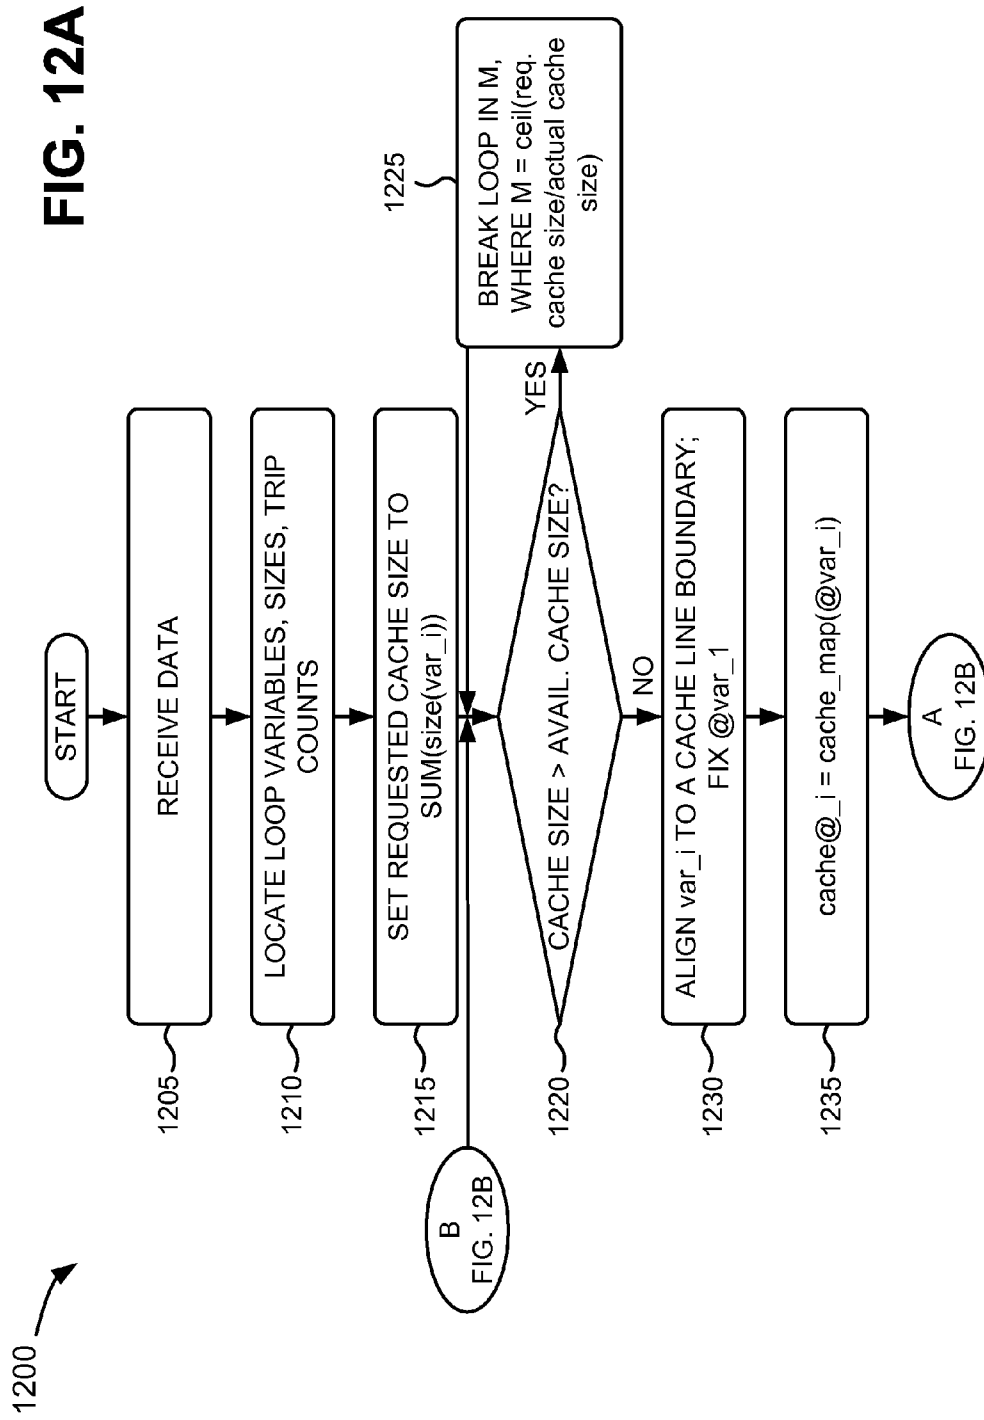 FIG. 12A
1200
START
1205
RECEIVE DATA
1210
LOCATE LOOP VARIABLES, SIZES, TRIP
COUNTS
1215
SET REQUESTED CACHE SIZE TO
SUM(size(var_i))
B
FIG. 12B
1220
CACHE SIZE > AVAIL. CACHE SIZE?
YES
1225
BREAK LOOP IN M,
WHERE M = ceil(req.
cache size/actual cache
size)
NO
1230
ALIGN var_i TO A CACHE LINE BOUNDARY;
FIX @var_1
1235
cache@_i = cache_map(@var_i)
A
FIG. 12B